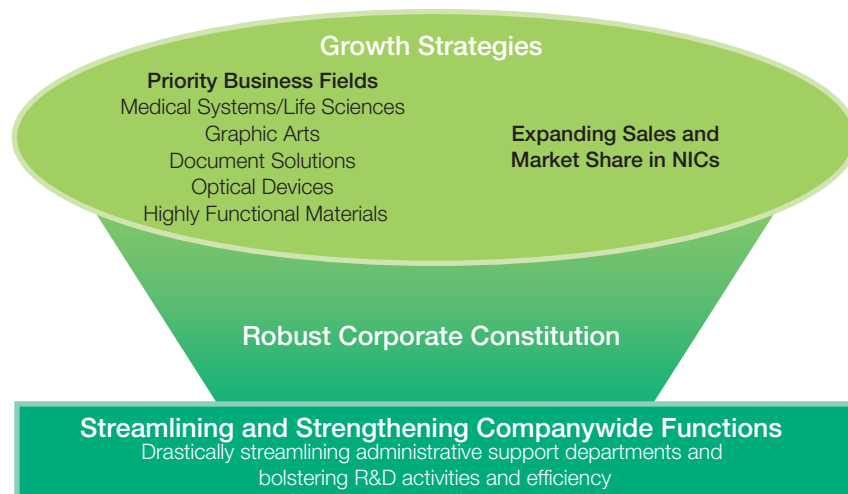 Growth Strategies
Priority Business Fields
Medical Systems/Life Sciences
Graphic Arts
Document Solutions
Optical Devices
Highly Functional Materials
Expanding Sales and
Market Share in NICs
Robust Corporate Constitution
Streamlining and Strengthening Companywide Functions
Drastically streamlining administrative support departments and
bolstering R&D activities and efficiency